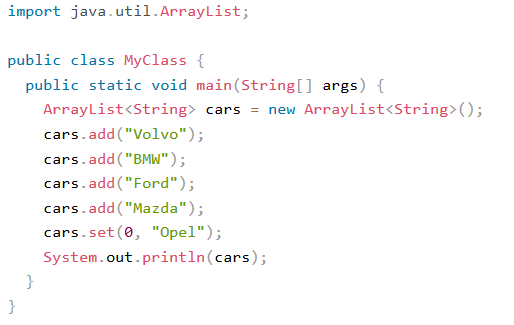 import java.util.ArrayList;
public class MyClass {
public static void main(String[] args) {
ArrayList<String> cars = new ArrayList<String>();
cars.add("Volvo");
cars.add("BMW");
cars.add("Ford");
cars.add("Mazda");
cars.set(0, "Opel");
System.out.println(cars);
}
}